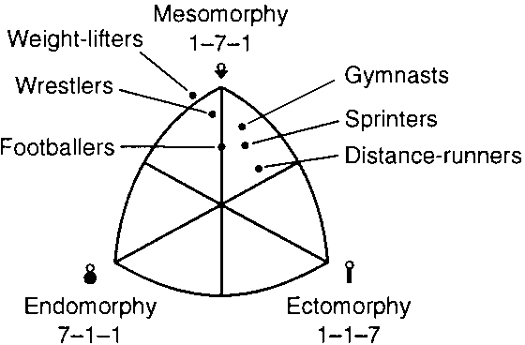 Mesomorphy
1–7–1
Weight-lifters
Wrestlers
Footballers
Gymnasts
Sprinters
Distance-runners
Endomorphy
7–1–1
Ectomorphy
1–1–7